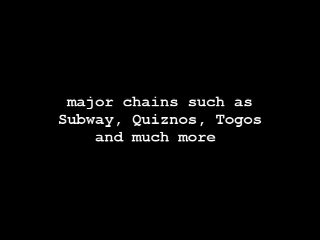 major chains such as
Subway, Quiznos, Togos
and much more